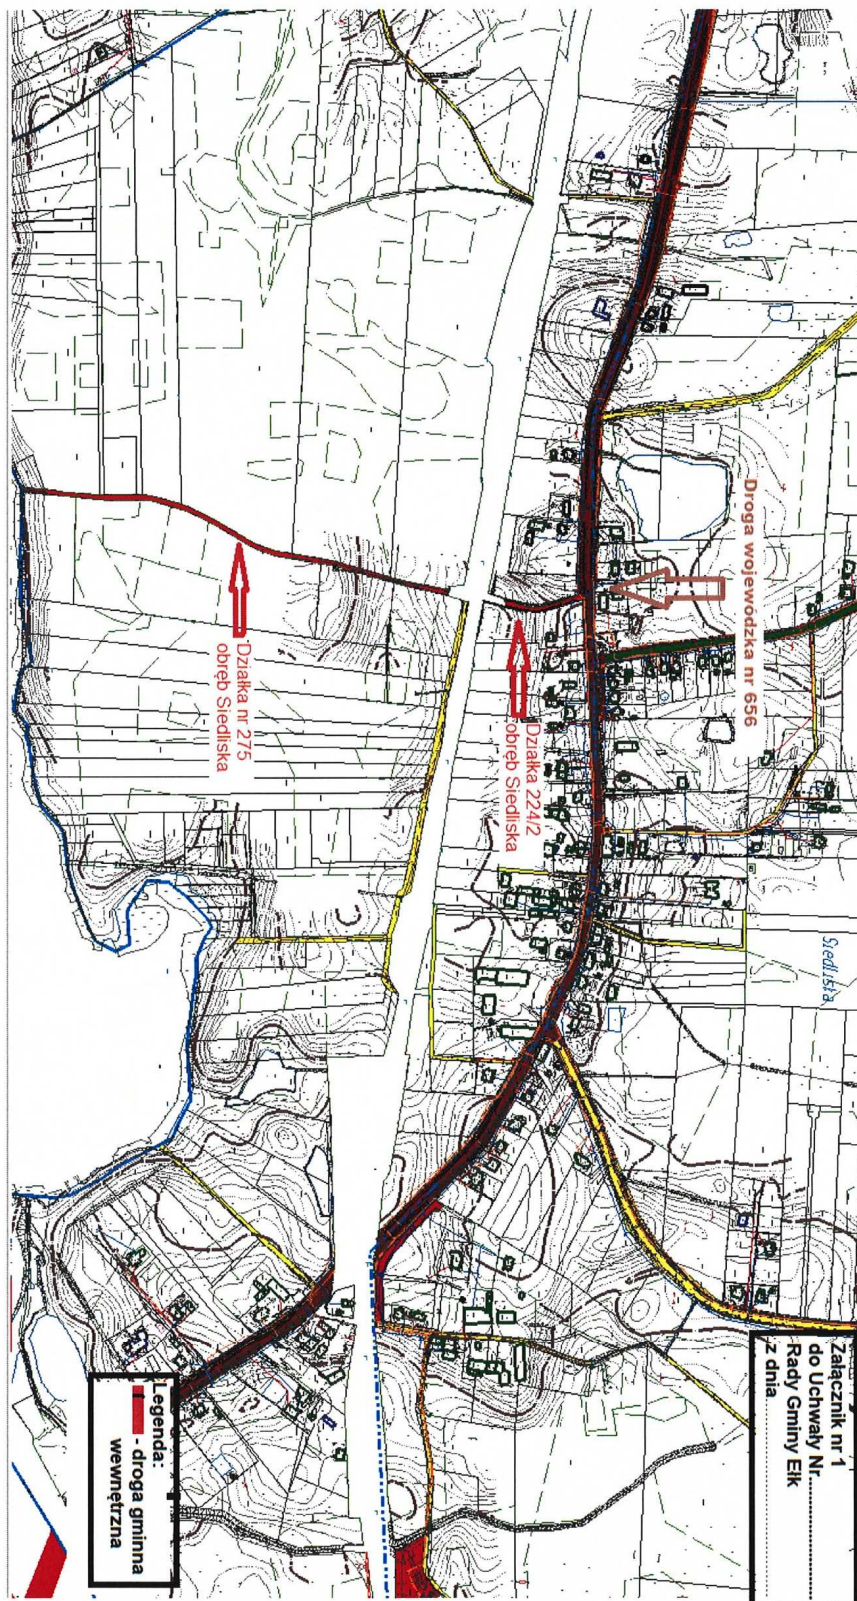 Załącznik nr 1
do Uchwały Nr..............
Rady Gminy Ełk
z dnia..............
Droga wojewódzka nr 656
Siedliska
Działka 224/2
obręb Siedliska
Działka nr 275
obręb Siedliska
Legenda:
- droga gminna
wewnętrzna